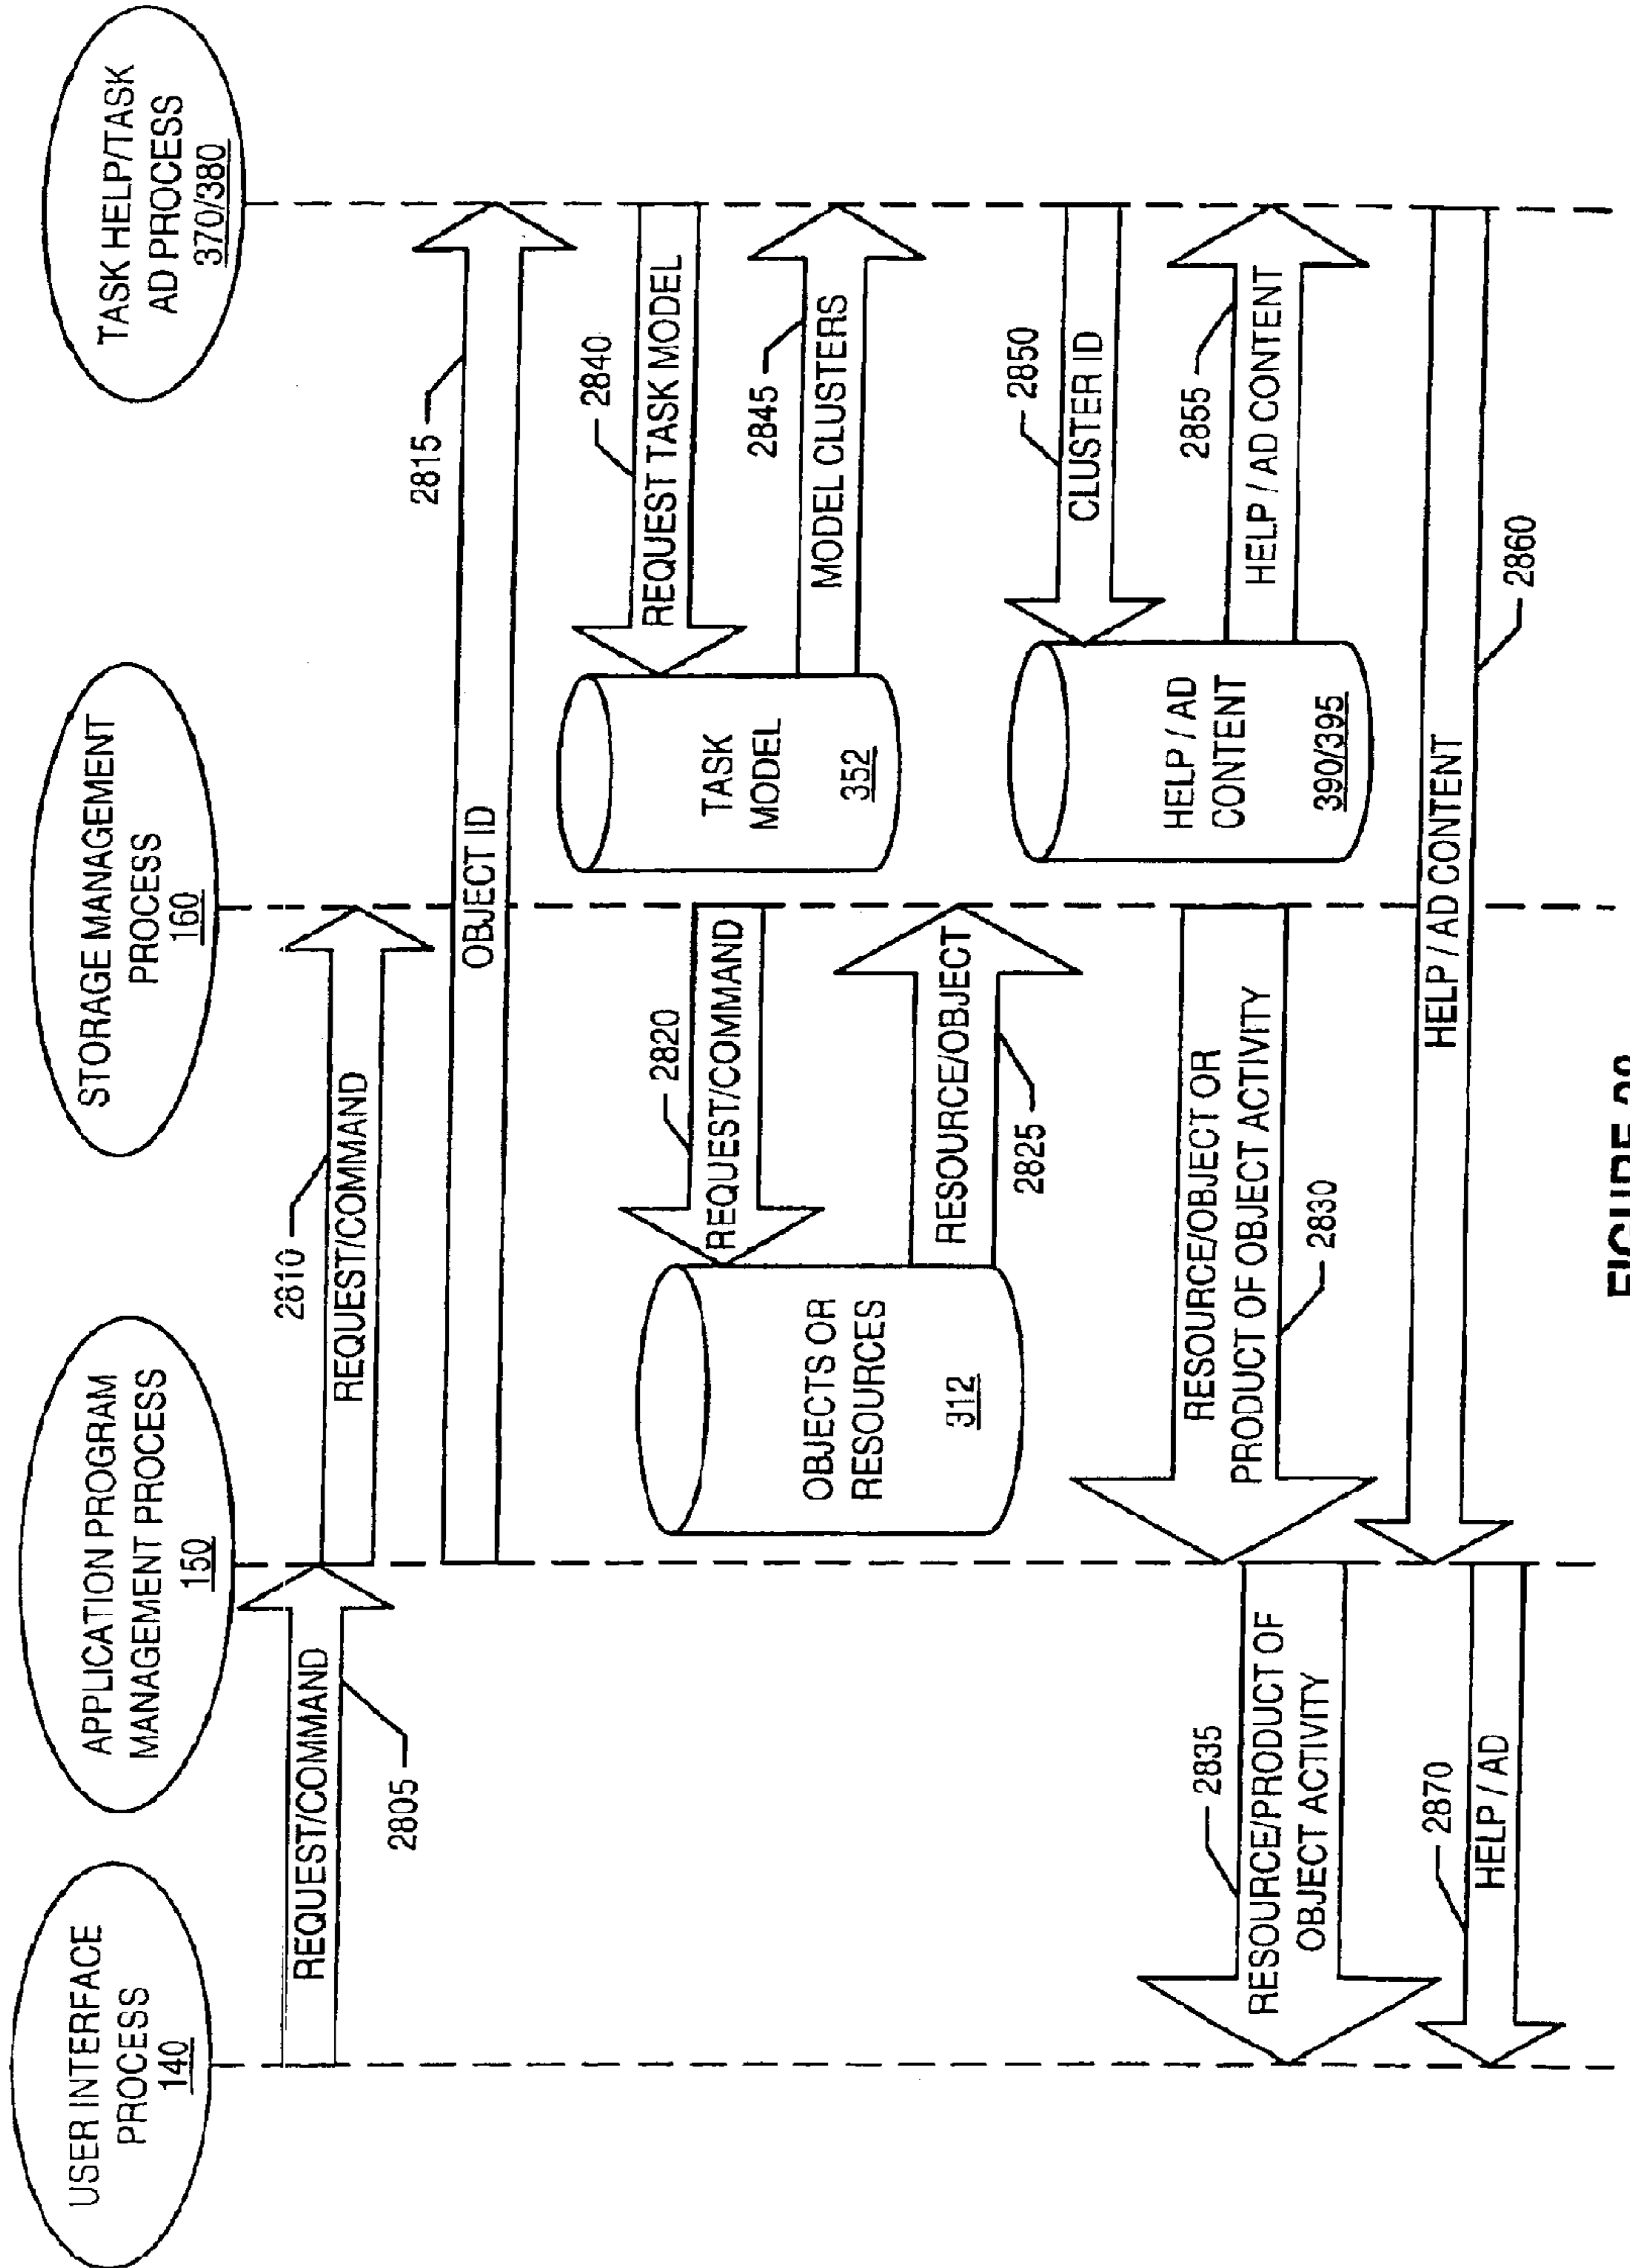 USER INTERFACE
PROCESS
140
APPLICATION PROGRAM
MANAGEMENT PROCESS
150
STORAGE MANAGEMENT
PROCESS
160
TASK HELP/TASK
AD PROCESS
370/380
REQUEST/COMMAND
2805
2810
REQUEST/COMMAND
2815
OBJECT ID
2840
REQUEST TASK MODEL
TASK
MODEL
352
2845
MODEL CLUSTERS
2820
REQUEST/COMMAND
OBJECTS OR
RESOURCES
312
RESOURCE/OBJECT
2825
2850
CLUSTER ID
HELP / AD
CONTENT
390/395
2855
HELP / AD CONTENT
RESOURCE/OBJECT OR
PRODUCT OF OBJECT ACTIVITY
2830
2835
RESOURCE/PRODUCT OF
OBJECT ACTIVITY
HELP / AD CONTENT
2860
2870
HELP / AD
FIGURE 28